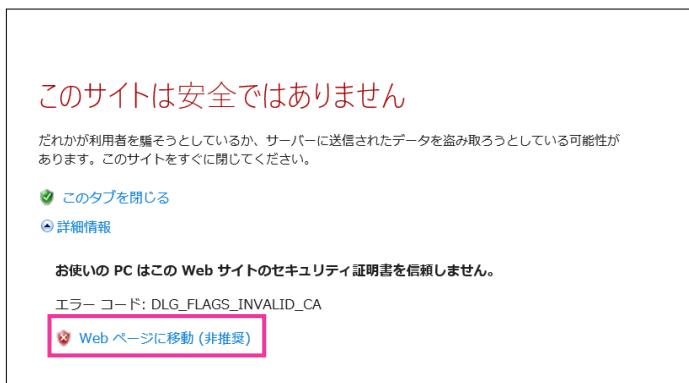 このサイトは安全ではありません
だれかが利用者を騙そうとしているか、サーバーに送信されたデータを盗み取ろうとしている可能性が
あります。このサイトをすぐに閉じてください。
このタブを閉じる
詳細情報
お使いの PC はこの Web サイトのセキュリティ証明書を信頼しません。
エラー コード: DLG_FLAGS_INVALID_CA
Web ページに移動 (非推奨)